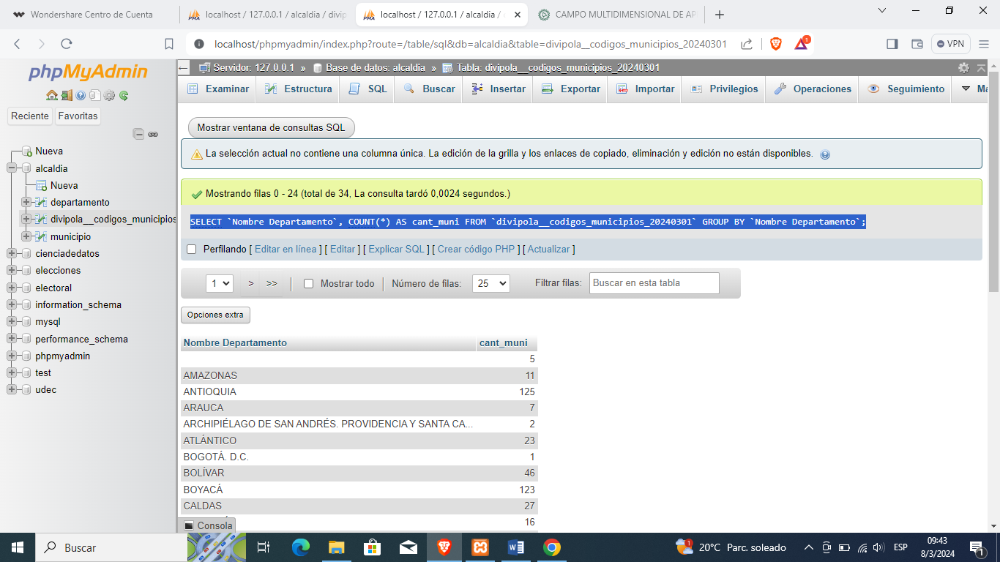 Wondershare Centro de Cuenta
localhost / 127.0.0.1 / alcaldia / divip
localhost / 127.0.0.1 / alcaldia /
CAMPO MULTIDIMENSIONAL DE AP
localhost/phpmyadmin/index.php?route=/table/sql&db=alcaldia&table=divipola__codigos_municipios_20240301
1
VPN
phpMyAdmin
Reciente
Favoritas
Nueva
alcaldia
Nueva
departamento
divipola__codigos_municipios
municipio
cienciadedatos
elecciones
electoral
information_schema
mysql
performance_schema
phpmyadmin
test
udec
Servidor: 127.0.0.1 » Base de datos: alcaldia » Tabla: divipola__codigos_municipios_20240301
Examinar
Estructura
SQL
Buscar
Insertar
Exportar
Importar
Privilegios
Operaciones
Seguimiento
Má
Mostrar ventana de consultas SQL
La selección actual no contiene una columna única. La edición de la grilla y los enlaces de copiado, eliminación y edición no están disponibles.
Mostrando filas 0 - 24 (total de 34, La consulta tardó 0,0024 segundos.)
SELECT `Nombre Departamento`, COUNT(*) AS cant_muni FROM `divipola__codigos_municipios_20240301` GROUP BY `Nombre Departamento`;
Perfilando [ Editar en línea ] [ Editar ] [ Explicar SQL ] [ Crear código PHP ] [ Actualizar ]
1 > >> Mostrar todo Número de filas: 25 Filtrar filas: Buscar en esta tabla
Opciones extra
Nombre Departamento cant_muni
5
AMAZONAS 11
ANTIOQUIA 125
ARAUCA 7
ARCHIPIÉLAGO DE SAN ANDRÉS. PROVIDENCIA Y SANTA CA... 2
ATLÁNTICO 23
BOGOTÁ. D.C. 1
BOLÍVAR 46
BOYACÁ 123
CALDAS 27
16
Consola
Buscar
1
20°C Parc. soleado
ESP
09:43
8/3/2024
1